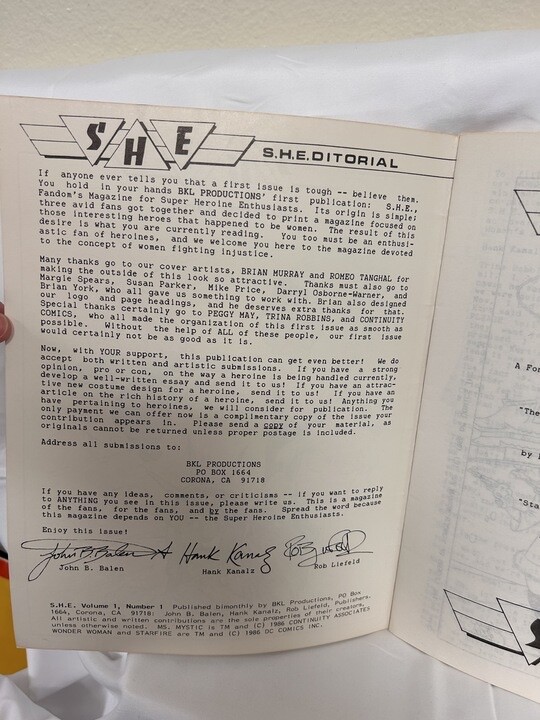 S H E
S.H.E.DITORIAL
If anyone ever tells you that a first issue is tough -- believe them.
You hold in your hands BKL PRODUCTIONS' first publication: S.H.E.,
Fandom's Magazine for Super Heroine Enthusiasts. Its origin is simple;
three avid fans got together and decided to print a magazine focused on
those interesting heroes that happened to be women. The result of this
desire is what you are currently reading. You too must be an enthusi-
astic fan of heroines, and we welcome you here to the magazine devoted
to the concept of women fighting injustice.
Many thanks go to our cover artists, BRIAN MURRAY and ROMEO TANGHAL for
making the outside of this look so attractive. Thanks must also go to
Margie Spears, Susan Parker, Mike Price, Darryl Osborne-Warner, and
Brian York, who all gave us something to work with. Brian also designed
our logo and page headings, and he deserves extra thanks for that.
Special thanks certainly go to PEGGY MAY, TRINA ROBBINS, and CONTINUITY
COMICS, who all made the organization of this first issue as smooth as
possible. Without the help of ALL of these people, our first issue
would certainly not be as good as it is.
Now, with YOUR support, this publication can get even better! We do
accept both written and artistic submissions. If you have a strong
opinion, pro or con, on the way a heroine is being handled currently,
develop a well-written essay and send it to us! If you have an attrac-
tive new costume design for a heroine, send it to us! If you have an
article on the rich history of a heroine, send it to us! Anything you
have pertaining to heroines, we will consider for publication. The
only payment we can offer now is a complimentary copy of the issue your
contribution appears in. Please send a copy of your material, as
originals cannot be returned unless proper postage is included.
Address all submissions to:
BKL PRODUCTIONS
PO BOX 1664
CORONA, CA 91718
If you have any ideas, comments, or criticisms -- if you want to reply
to ANYTHING you see in this issue, please write us. This is a magazine
of the fans, for the fans, and by the fans. Spread the word because
this magazine depends on YOU -- the Super Heroine Enthusiasts.
Enjoy this issue!
John B. Balen Hank Kanalz
John B. Balen Hank Kanalz Rob Liefeld
S.H.E. Volume 1, Number 1 Published bimonthly by BKL Productions, PO Box
1664, Corona, CA 91718: John B. Balen, Hank Kanalz, Rob Liefeld, Publishers.
All artistic and written contributions are the sole properties of their creators,
unless otherwise noted. MS. MYSTIC is TM and (C) 1986 CONTINUITY ASSOCIATES
WONDER WOMAN and STARFIRE are TM and (C) 1986 DC COMICS INC.
A
"The
by
"Sta
S